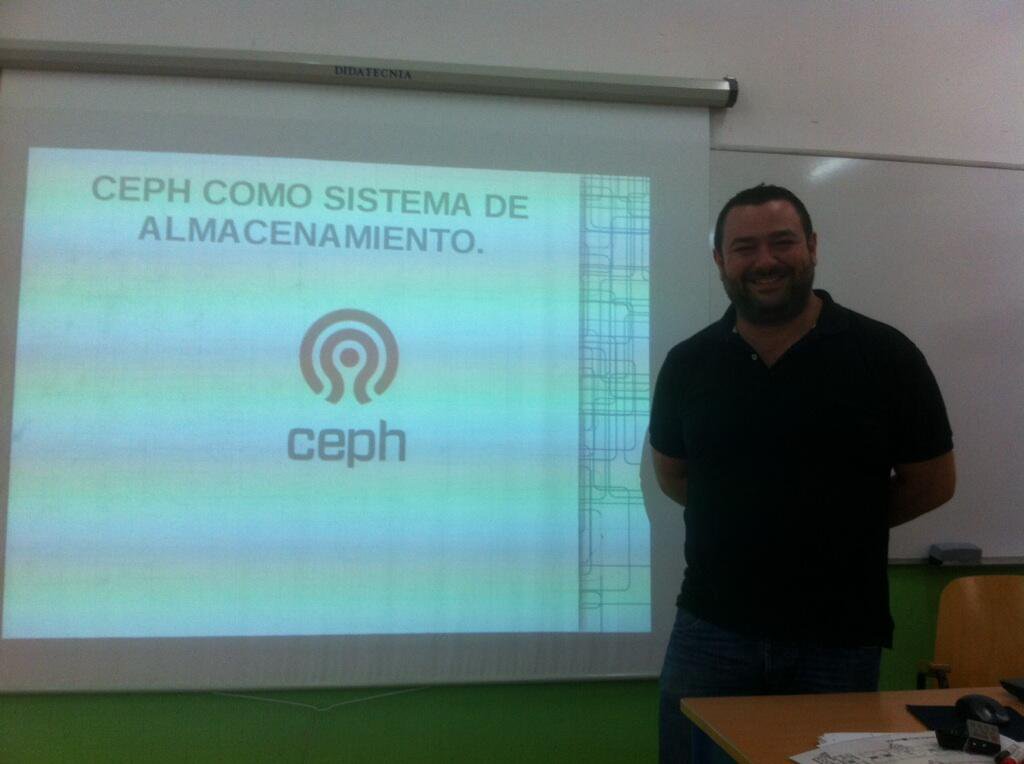 DIDATECNIA
CEPH COMO SISTEMA DE
ALMACENAMIENTO.
ceph